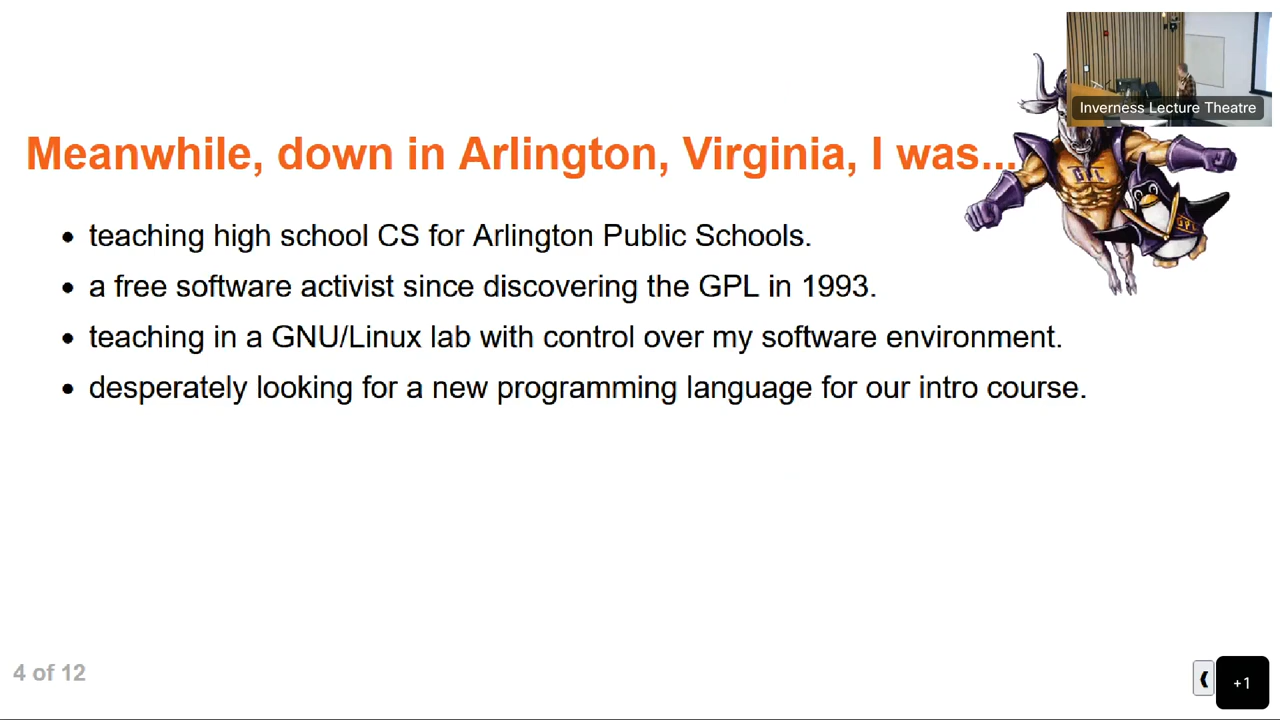 Inverness Lecture Theatre
Meanwhile, down in Arlington, Virginia, I was...
GPL
GPL
teaching high school CS for Arlington Public Schools.
a free software activist since discovering the GPL in 1993.
teaching in a GNU/Linux lab with control over my software environment.
desperately looking for a new programming language for our intro course.
4 of 12
+1